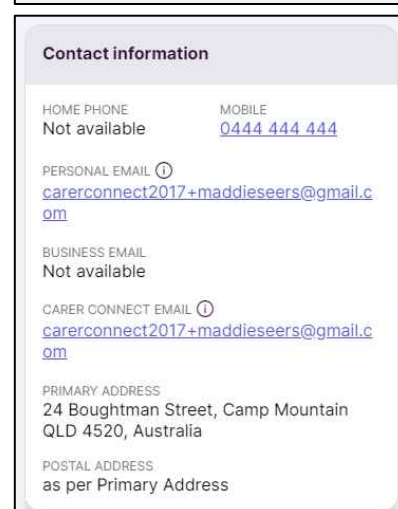 Contact information
HOME PHONE MOBILE
Not available 0444 444 444
PERSONAL EMAIL
carerconnect2017+maddieseers@gmail.c
om
BUSINESS EMAIL
Not available
CARER CONNECT EMAIL
carerconnect2017+maddieseers@gmail.c
om
PRIMARY ADDRESS
24 Boughtman Street, Camp Mountain
QLD 4520, Australia
POSTAL ADDRESS
as per Primary Address